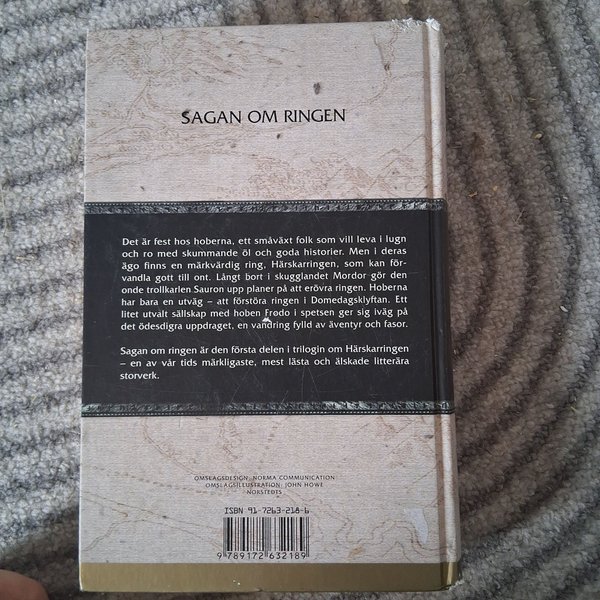 SAGAN OM RINGEN
Det är fest hos hoberna, ett småväxt folk som vill leva i lugn
och ro med skummande öl och goda historier. Men i deras
ägo finns en märkvärdig ring, Härskarringen, som kan för-
vandla gott till ont. Långt bort i skugglandet Mordor gör den
onde trollkarlen Sauron upp planer på att erövra ringen. Hoberna
har bara en utväg – att förstöra ringen i Domedagsklyftan. Ett
litet utvalt sällskap med hoben Frodo i spetsen ger sig iväg på
det ödesdigra uppdraget, en vandring fylld av äventyr och fasor.
Sagan om ringen är den första delen i trilogin om Härskarringen
– en av vår tids märkligaste, mest lästa och älskade litterära
storverk.
OMSLAGSDESIGN: NORMA COMMUNICATION
OMSLAGSILLUSTRATION: JOHN HOWE
NORSTEDTS
ISBN 91-7263-218-6
9 789172 632189